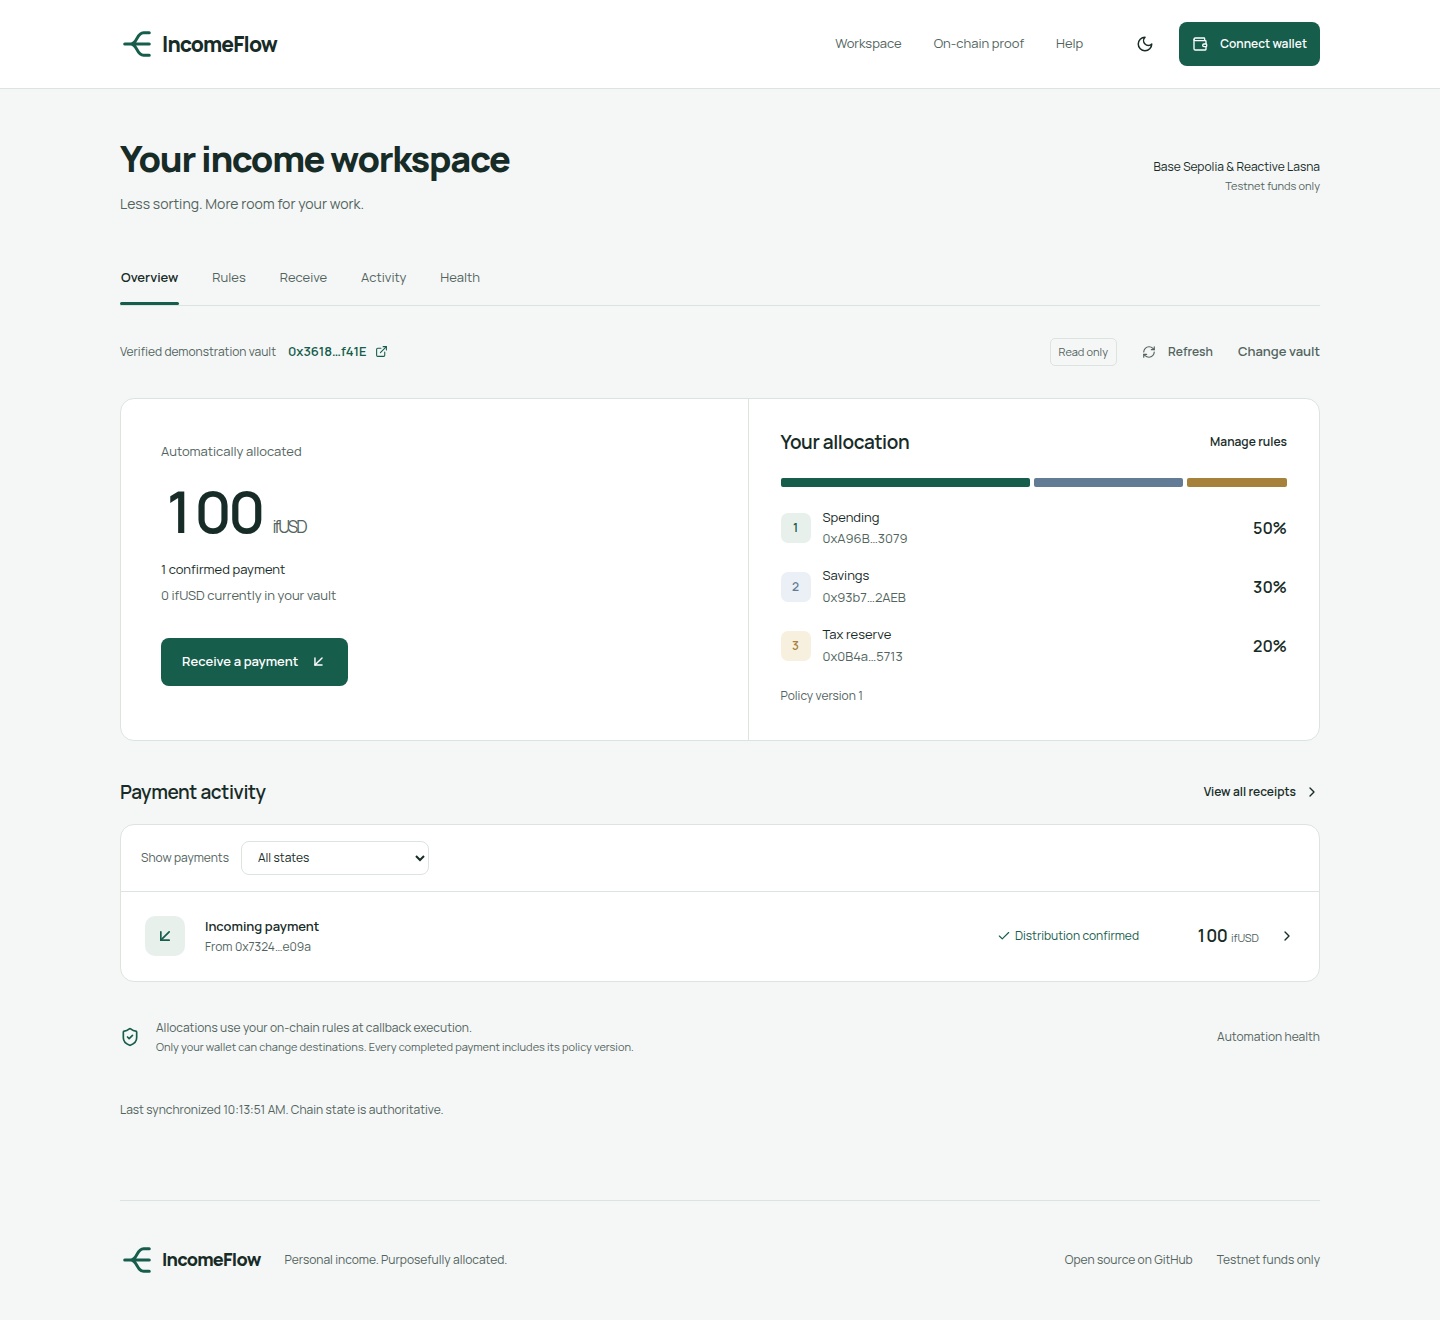 IncomeFlow
Workspace
On-chain proof
Help
Connect wallet
Your income workspace
Less sorting. More room for your work.
Base Sepolia & Reactive Lasna
Testnet funds only
Overview
Rules
Receive
Activity
Health
Verified demonstration vault 0x3618...f41E
Read only
Refresh
Change vault
Automatically allocated
100 ifUSD
1 confirmed payment
0 ifUSD currently in your vault
Receive a payment
Your allocation
Manage rules
1
Spending
0xA96B...3079
50%
2
Savings
0x93b7...2AEB
30%
3
Tax reserve
0x0B4a...5713
20%
Policy version 1
Payment activity
View all receipts
Show payments
All states
Incoming payment
From 0x7324...e09a
Distribution confirmed
100 ifUSD
Allocations use your on-chain rules at callback execution.
Only your wallet can change destinations. Every completed payment includes its policy version.
Automation health
Last synchronized 10:13:51 AM. Chain state is authoritative.
IncomeFlow
Personal income. Purposefully allocated.
Open source on GitHub
Testnet funds only